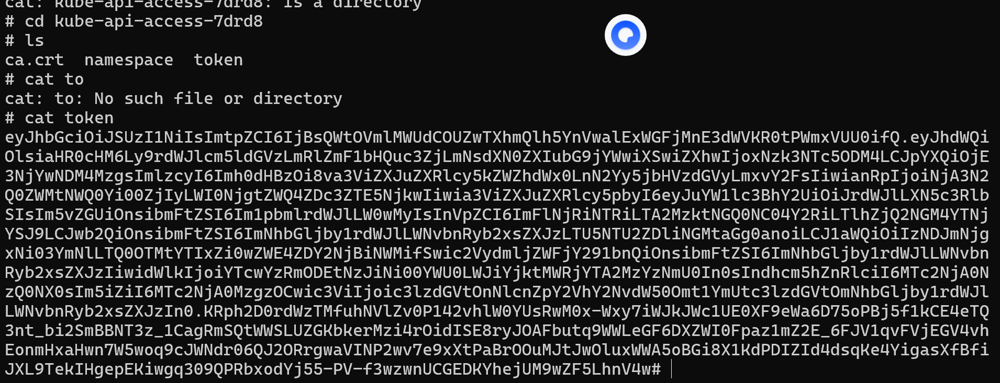 cat: kube-api-access-7drd8: Is a directory
# cd kube-api-access-7drd8
# ls
ca.crt  namespace  token
# cat to
cat: to: No such file or directory
# cat token
eyJhbGciOiJSUzI1NiIsImtpZCI6IjBsQWtOVmlMWUdCOUZwTXhmQlh5YnVwalExWGFjMnE3dWVKR0tPWmxVUU0ifQ.eyJhdWQi
OlsiaHR0cHM6Ly9rdWJlcm5ldGVzLmRlZmF1bHQuc3ZjLmNsdXN0ZXIubG9jYWwiXSwiZXhwIjoxNzk3NTc5ODM4LCJpYXQiOjE
3NjYwNDM4MzgsImlzcyI6Imh0dHBzOi8va3ViZXJuZXRlcy5kZWZhdWx0LnN2Yy5jbHVzdGVyLmxvY2FsIiwianRpIjoiNjA3N2
Q0ZWMtNWQ0Yi00ZjIyLWI0NjgtZWQ4ZDc3ZTE5NjkwIiwia3ViZXJuZXRlcy5pbyI6eyJuYW1lc3BhY2UiOiJrdWJlLXN5c3Rlb
SIsIm5vZGUiOnsibmFtZSI6Im1pbmlrdWJlLW0wMyIsInVpZCI6ImFlNjRiNTRiLTA2MzktNGQ0NC04Y2RiLTlhZjQ2NGM4YTNj
YSJ9LCJwb2QiOnsibmFtZSI6ImNhbGljby1rdWJlLWNvbnRyb2xsZXJzLTU5NTU2ZDliNGMtaGg0anoiLCJ1aWQiOiIzNDJmNjg
xNi03YmNlLTQ0OTMtYTIxZi0wZWE4ZDY2NjBiNWMifSwic2VydmljZWFjY291bnQiOnsibmFtZSI6ImNhbGljby1rdWJlLWNvbn
Ryb2xsZXJzIiwidWlkIjoiYTcwYzRmODEtNzJiNi00YWU0LWJiYjktMWRjYTA2MzYzNmU0In0sIndhcm5hZnRlciI6MTc2NjA0N
zQ0NX0sIm5iZiI6MTc2NjA0MzgzOCwic3ViIjoic3lzdGVtOnNlcnZpY2VhY2NvdW50Omt1YmUtc3lzdGVtOmNhbGljby1rdWJl
LWNvbnRyb2xsZXJzIn0.KRph2D0rdWzTMfuhNVlZv0P142vhlW0YUsRwM0x-Wxy7iWJkJWc1UE0XF9eWa6D75oPBj5f1kCE4eTQ
3nt_bi2SmBBNT3z_1CagRmSQtWWSLUZGKbkerMzi4rOidISE8ryJOAFbutq9WWLeGF6DXZWI0Fpaz1mZ2E_6FJV1qvFVjEGV4vh
EonmHxaHwn7W5woq9cJWNdr06QJ2ORrgwaVINP2wv7e9xXtPaBrOOuMJtJwOluxWWA5oBGi8X1KdPDIZId4dsqKe4YigasXfBfi
JXL9TekIHgepEKiwgq309QPRbxodYj55-PV-f3wzwnUCGEDKYhejUM9wZF5LhnV4w#